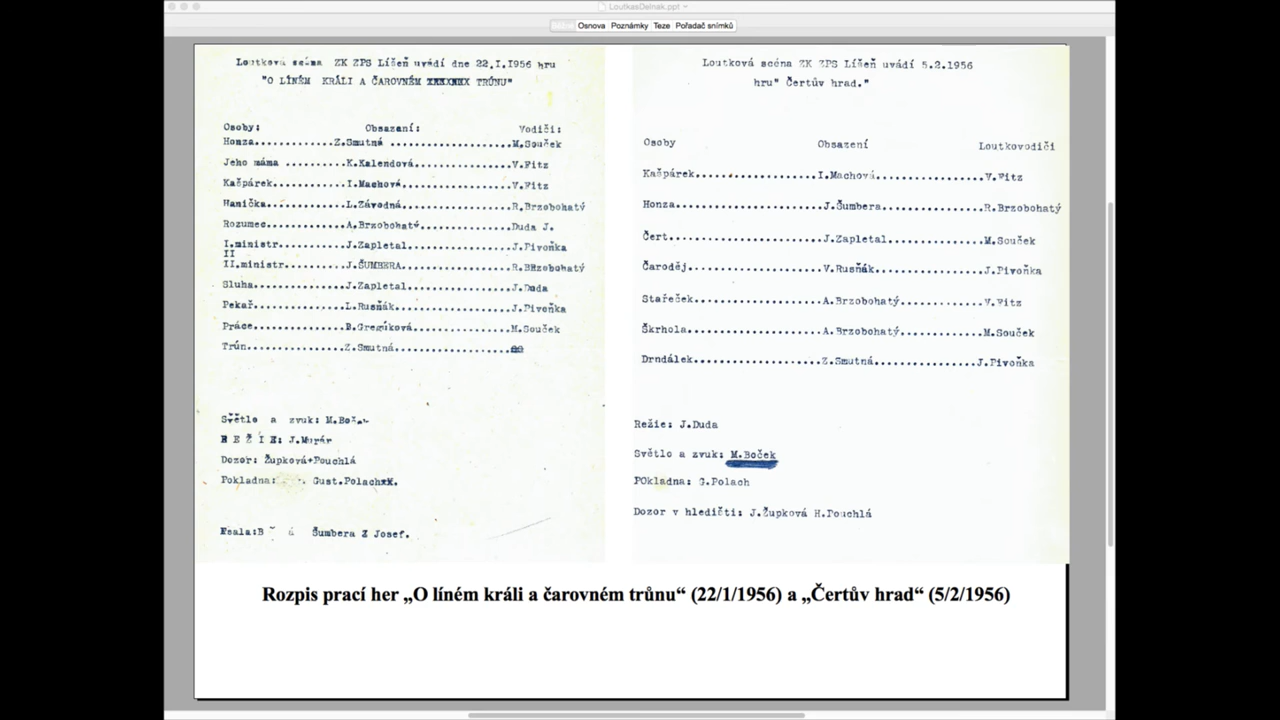 LoutkasDelnak.ppt
Osnova Poznámky Teze Pořadač snímků
Loutková scéna ZK ZPS Líšeň uvádí dne 22.I.1956 hru
"O LÍNÉM KRÁLI A ČAROVNÉM TRŮNU"
Osoby: Obsazení: Vodiči:
Honza............Z.Smutná ..................M.Souček
Jeho máma .........K.Kalendová..............V.Fitz
Kašpárek...........I.Machová................V.Fitz
Hanička............L.Závodná................R.Brzobohatý
Rozumec............A.Brzobohatý.............Duda J.
I.ministr..........J.Zapletal...............J.Pivoňka
II
II.ministr.........J.ŠUMBERA................R.Brzobohatý
Sluha..............J.Zapletal...............J.Duda
Pekař..............L.Rusňák.................J.Pivoňka
Práce..............B.Gregůková..............M.Souček
Trůn...............Z.Smutná.................
Světlo a zvuk:
R E Ž I E: J.Murár
Dozor: Župková+Pouchlá
Pokladna: Gust.Polach
Šumbera Z Josef.
Loutková scéna ZK ZPS Líšeň uvádí 5.2.1956
hru" Čertův hrad."
Osoby Obsazení Loutkovodiči
Kašpárek..................I.Machová................V.Fitz
Honza.....................J.Šumbera...............R.Brzobohatý
Čert......................J.Zapletal..............M.Souček
Čaroděj...................V.Rusňák................J.Pivoňka
Stařeček..................A.Brzobohatý............V.Fitz
Škrhola...................A.Brzobohatý............M.Souček
Drndálek..................Z.Smutná...............J.Pivoňka
Režie: J.Duda
Světlo a zvuk: M.Boček
POkladna: G.Polach
Dozor v hledičti: J.Župková H.Pouchlá
Rozpis prací her „O líném králi a čarovném trůnu“ (22/1/1956) a „Čertův hrad“ (5/2/1956)